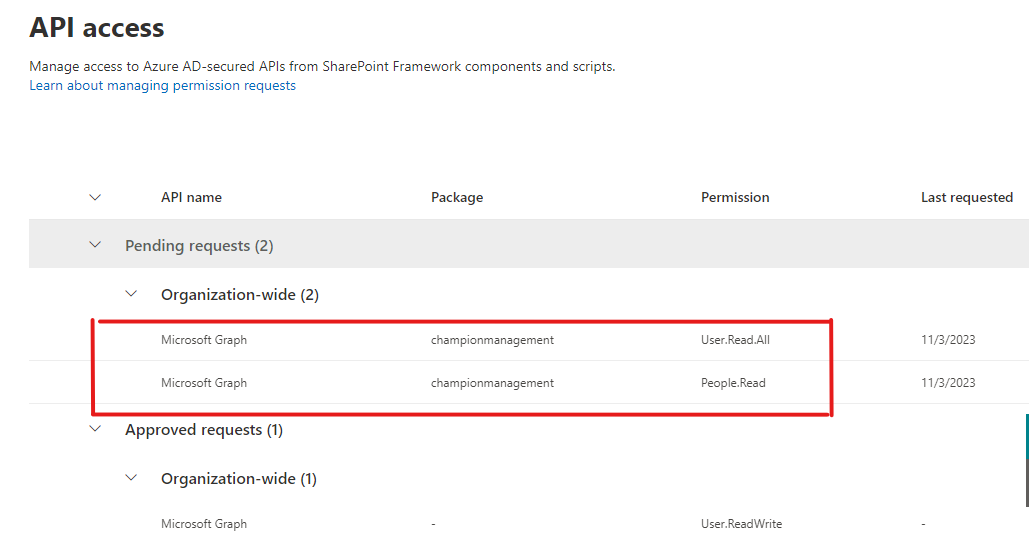 API access
Manage access to Azure AD-secured APIs from SharePoint Framework components and scripts.
Learn about managing permission requests
API name Package Permission Last requested
Pending requests (2)
Organization-wide (2)
Microsoft Graph championmanagement User.Read.All 11/3/2023
Microsoft Graph championmanagement People.Read 11/3/2023
Approved requests (1)
Organization-wide (1)
Microsoft Graph - User.ReadWrite -